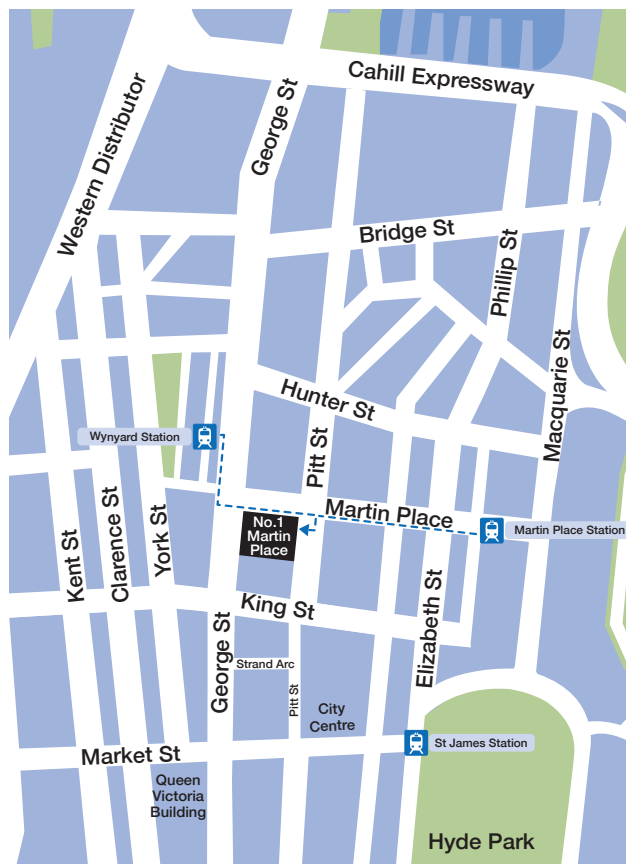 Cahill Expressway
George St
Western Distributor
Bridge St
Phillip St
Macquarie St
Hunter St
Wynyard Station
Pitt St
Martin Place
Martin Place Station
No.1
Martin
Place
Kent St
Clarence St
York St
King St
Elizabeth St
George St
Strand Arc
Pitt St
City
Centre
St James Station
Market St
Queen
Victoria
Building
Hyde Park